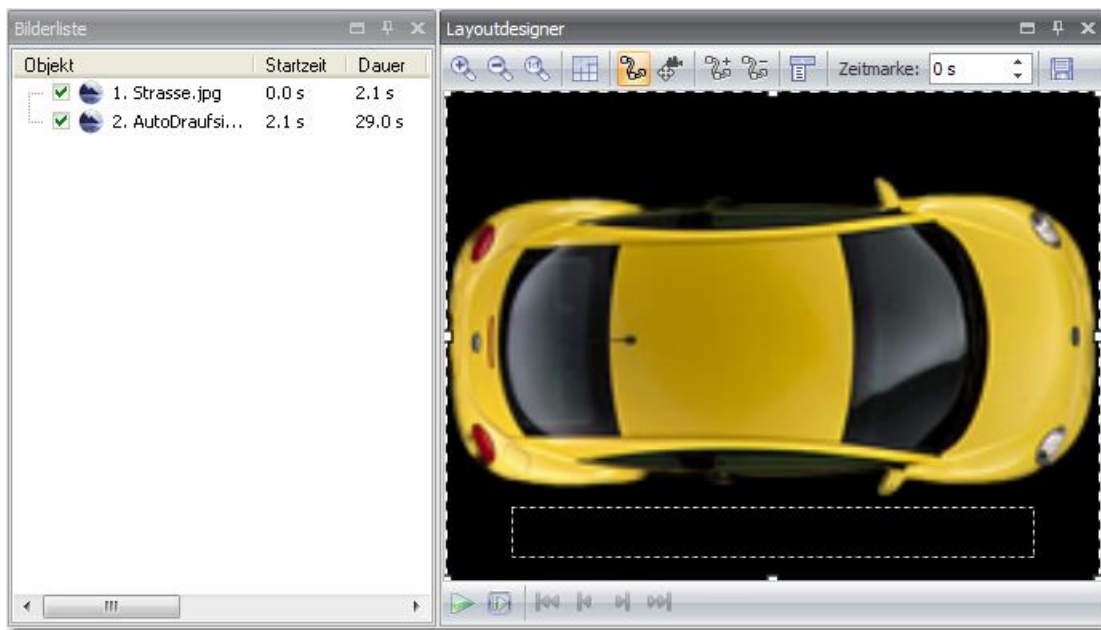 Bilderliste
Objekt Startzeit Dauer
1. Strasse.jpg 0.0 s 2.1 s
2. AutoDraufsi... 2.1 s 29.0 s
Layoutdesigner
Zeitmarke: 0 s